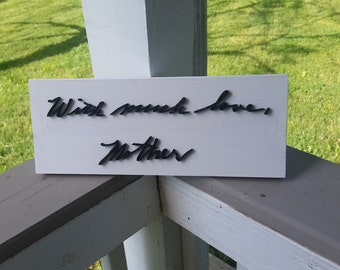 With much love,
Mother